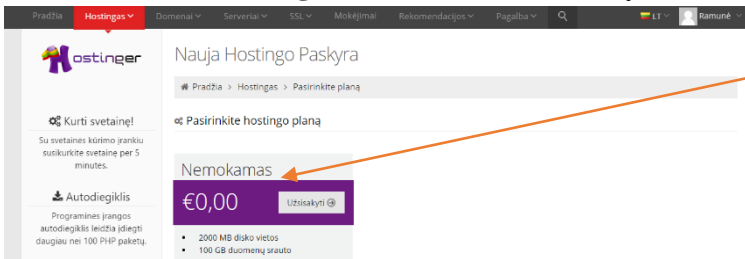 Pradžia Hostingas Domenai Serveriai SSL Mokėjimai Rekomendacijos Pagalba LT Ramunė
Hostinger
Nauja Hostingo Paskyra
Pradžia > Hostingas > Pasirinkite planą
Kurti svetainę!
Su svetainės kūrimo įrankiu
susikurkite svetainę per 5
minutes.
Autodiegiklis
Programinės įrangos
autodiegiklis leidžia įdiegti
daugiau nei 100 PHP paketų.
Pasirinkite hostingo planą
Nemokamas
€0,00 Užsisakyti
• 2000 MB disko vietos
• 100 GB duomenų srauto